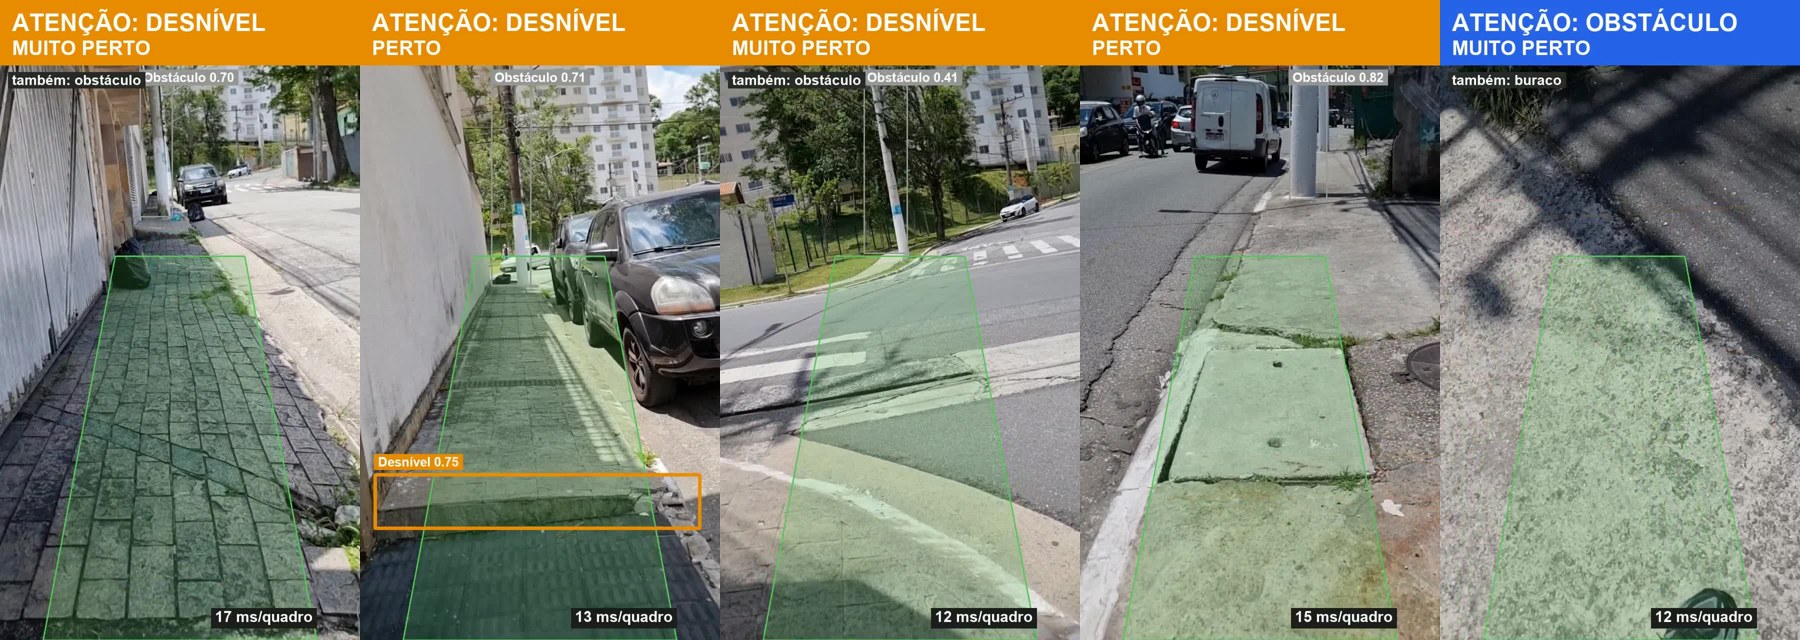 ATENÇÃO: DESNÍVEL
MUITO PERTO
também: obstáculo
Obstáculo 0.70
17 ms/quadro
ATENÇÃO: DESNÍVEL
PERTO
Obstáculo 0.71
Desnível 0.75
13 ms/quadro
ATENÇÃO: DESNÍVEL
MUITO PERTO
também: obstáculo
Obstáculo 0.41
12 ms/quadro
ATENÇÃO: DESNÍVEL
PERTO
Obstáculo 0.82
15 ms/quadro
ATENÇÃO: OBSTÁCULO
MUITO PERTO
também: buraco
12 ms/quadro